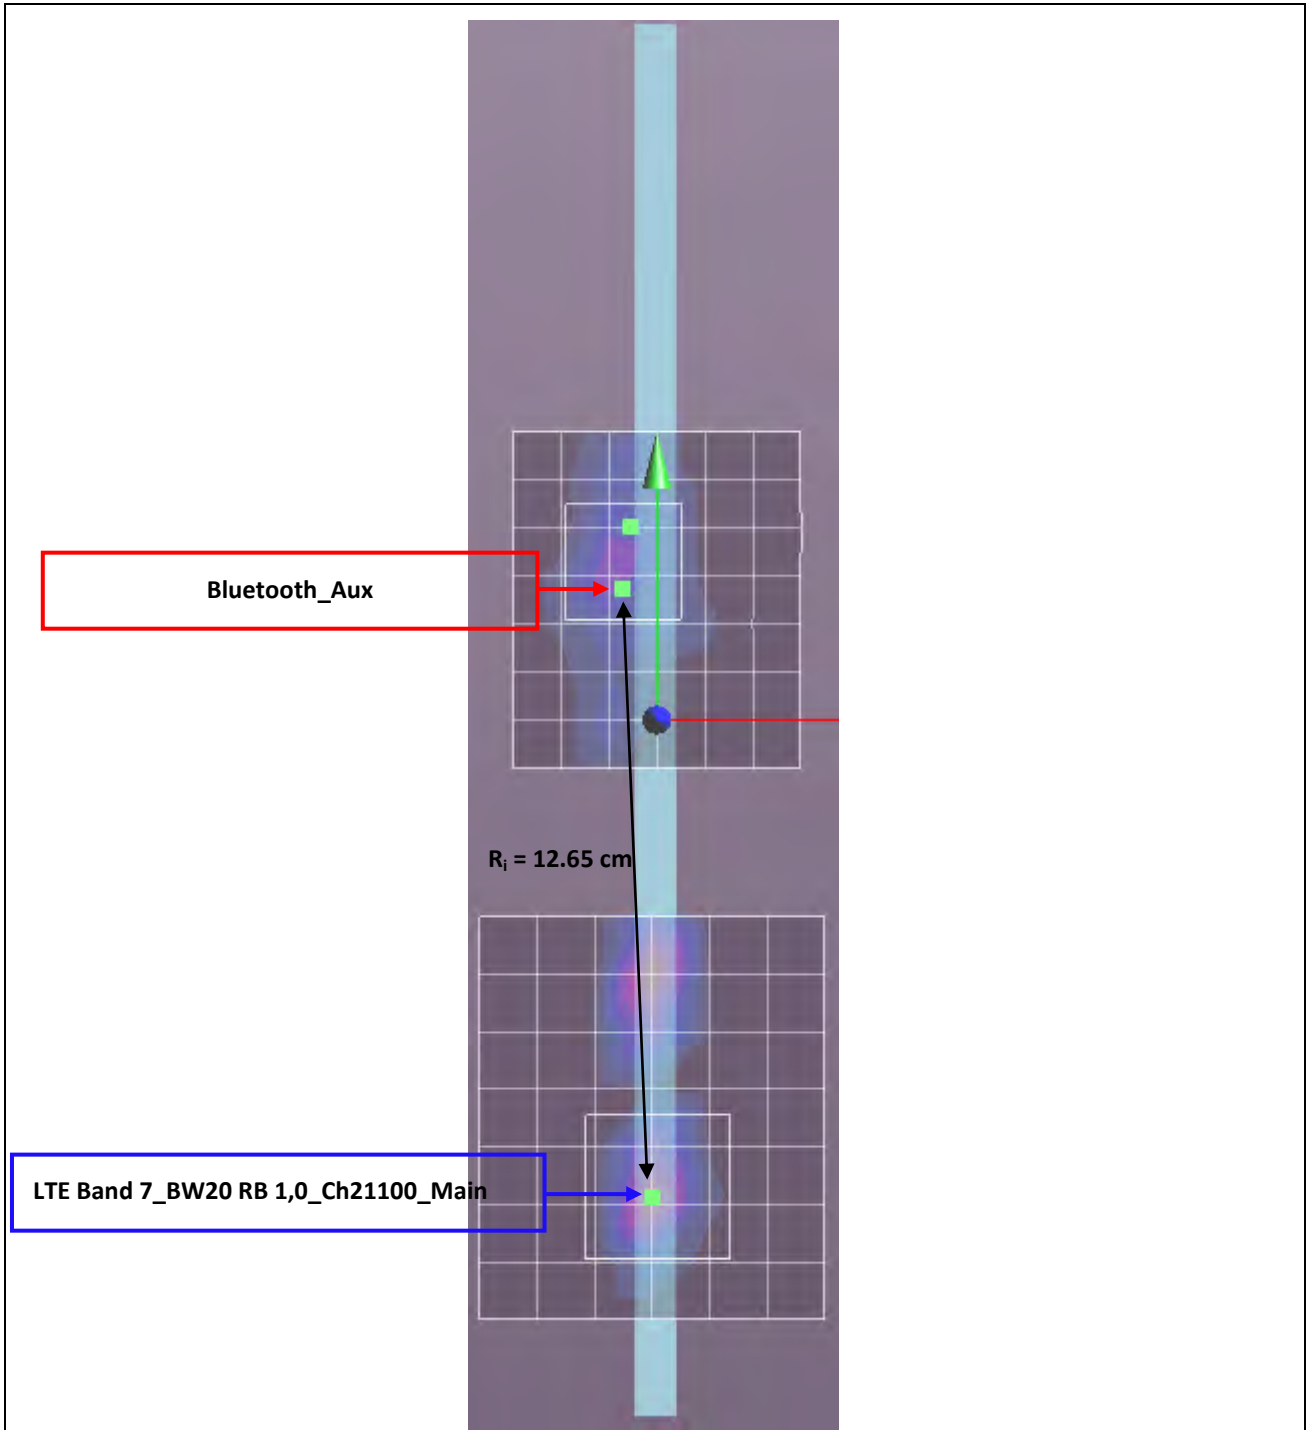 Bluetooth_Aux
Rᵢ = 12.65 cm
LTE Band 7_BW20 RB 1,0_Ch21100_Main